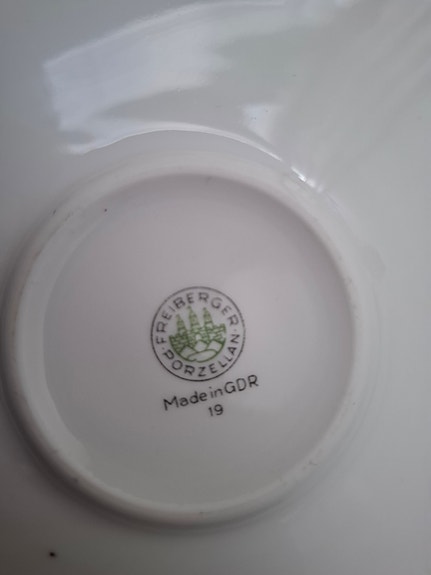 FREIBERGER
PORZELLAN
Made in GDR
19